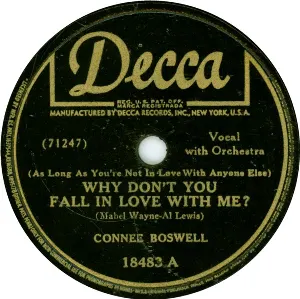 Decca
REG. U. S. PAT. OFF.
MARCA REGISTRADA
MANUFACTURED BY DECCA RECORDS, INC., NEW YORK, U.S.A.
(71247)
Vocal
with Orchestra
(As Long As You're Not In Love With Anyone Else)
WHY DON'T YOU
FALL IN LOVE WITH ME?
(Mabel Wayne-Al Lewis)
CONNEE BOSWELL
18483 A